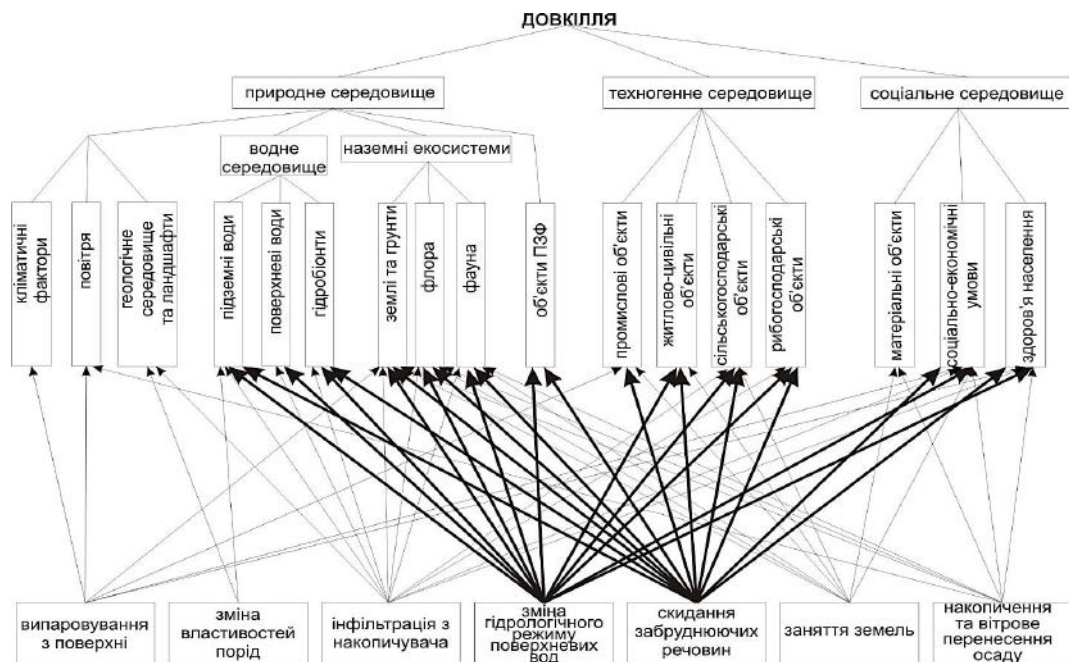 ДОВКІЛЛЯ
природне середовище
техногенне середовище
соціальне середовище
водне
середовище
наземні екосистеми
кліматичні
фактори
повітря
геологічне
середовище
та ландшафти
підземні води
поверхневі води
гідробіонти
землі та ґрунти
флора
фауна
об'єкти ПЗФ
промислові об'єкти
житлово-цивільні
об'єкти
сільськогосподарські
об'єкти
рибогосподарські
об'єкти
матеріальні об'єкти
соціально-економічні
умови
здоров'я населення
випаровування
з поверхні
зміна
властивостей
порід
інфільтрація з
накопичувача
зміна
гідрологічного
режиму
поверхневих
вод
скидання
забруднюючих
речовин
заняття земель
накопичення
та вітрове
перенесення
осаду